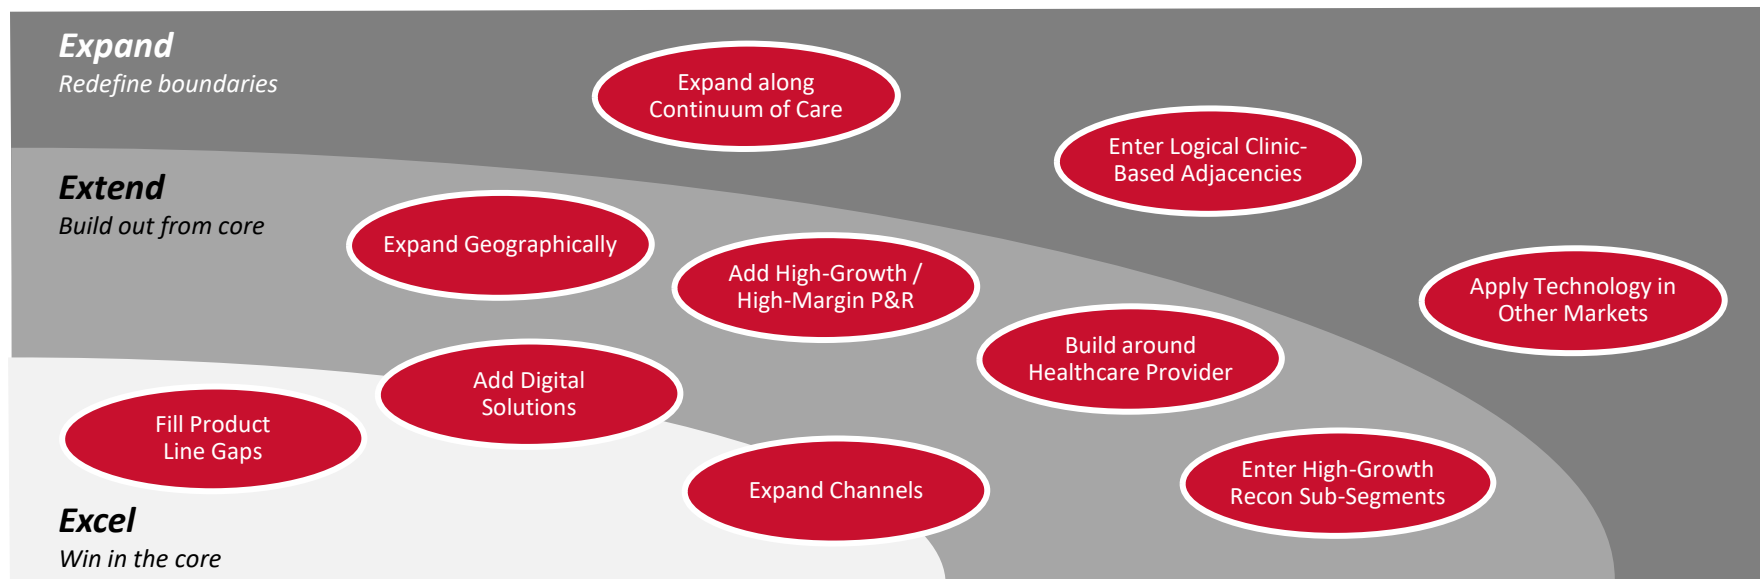 Expand
Redefine boundaries
Expand along
Continuum of Care
Enter Logical Clinic-
Based Adjacencies
Extend
Build out from core
Expand Geographically
Add High-Growth /
High-Margin P&R
Apply Technology in
Other Markets
Build around
Healthcare Provider
Add Digital
Solutions
Fill Product
Line Gaps
Expand Channels
Enter High-Growth
Recon Sub-Segments
Excel
Win in the core